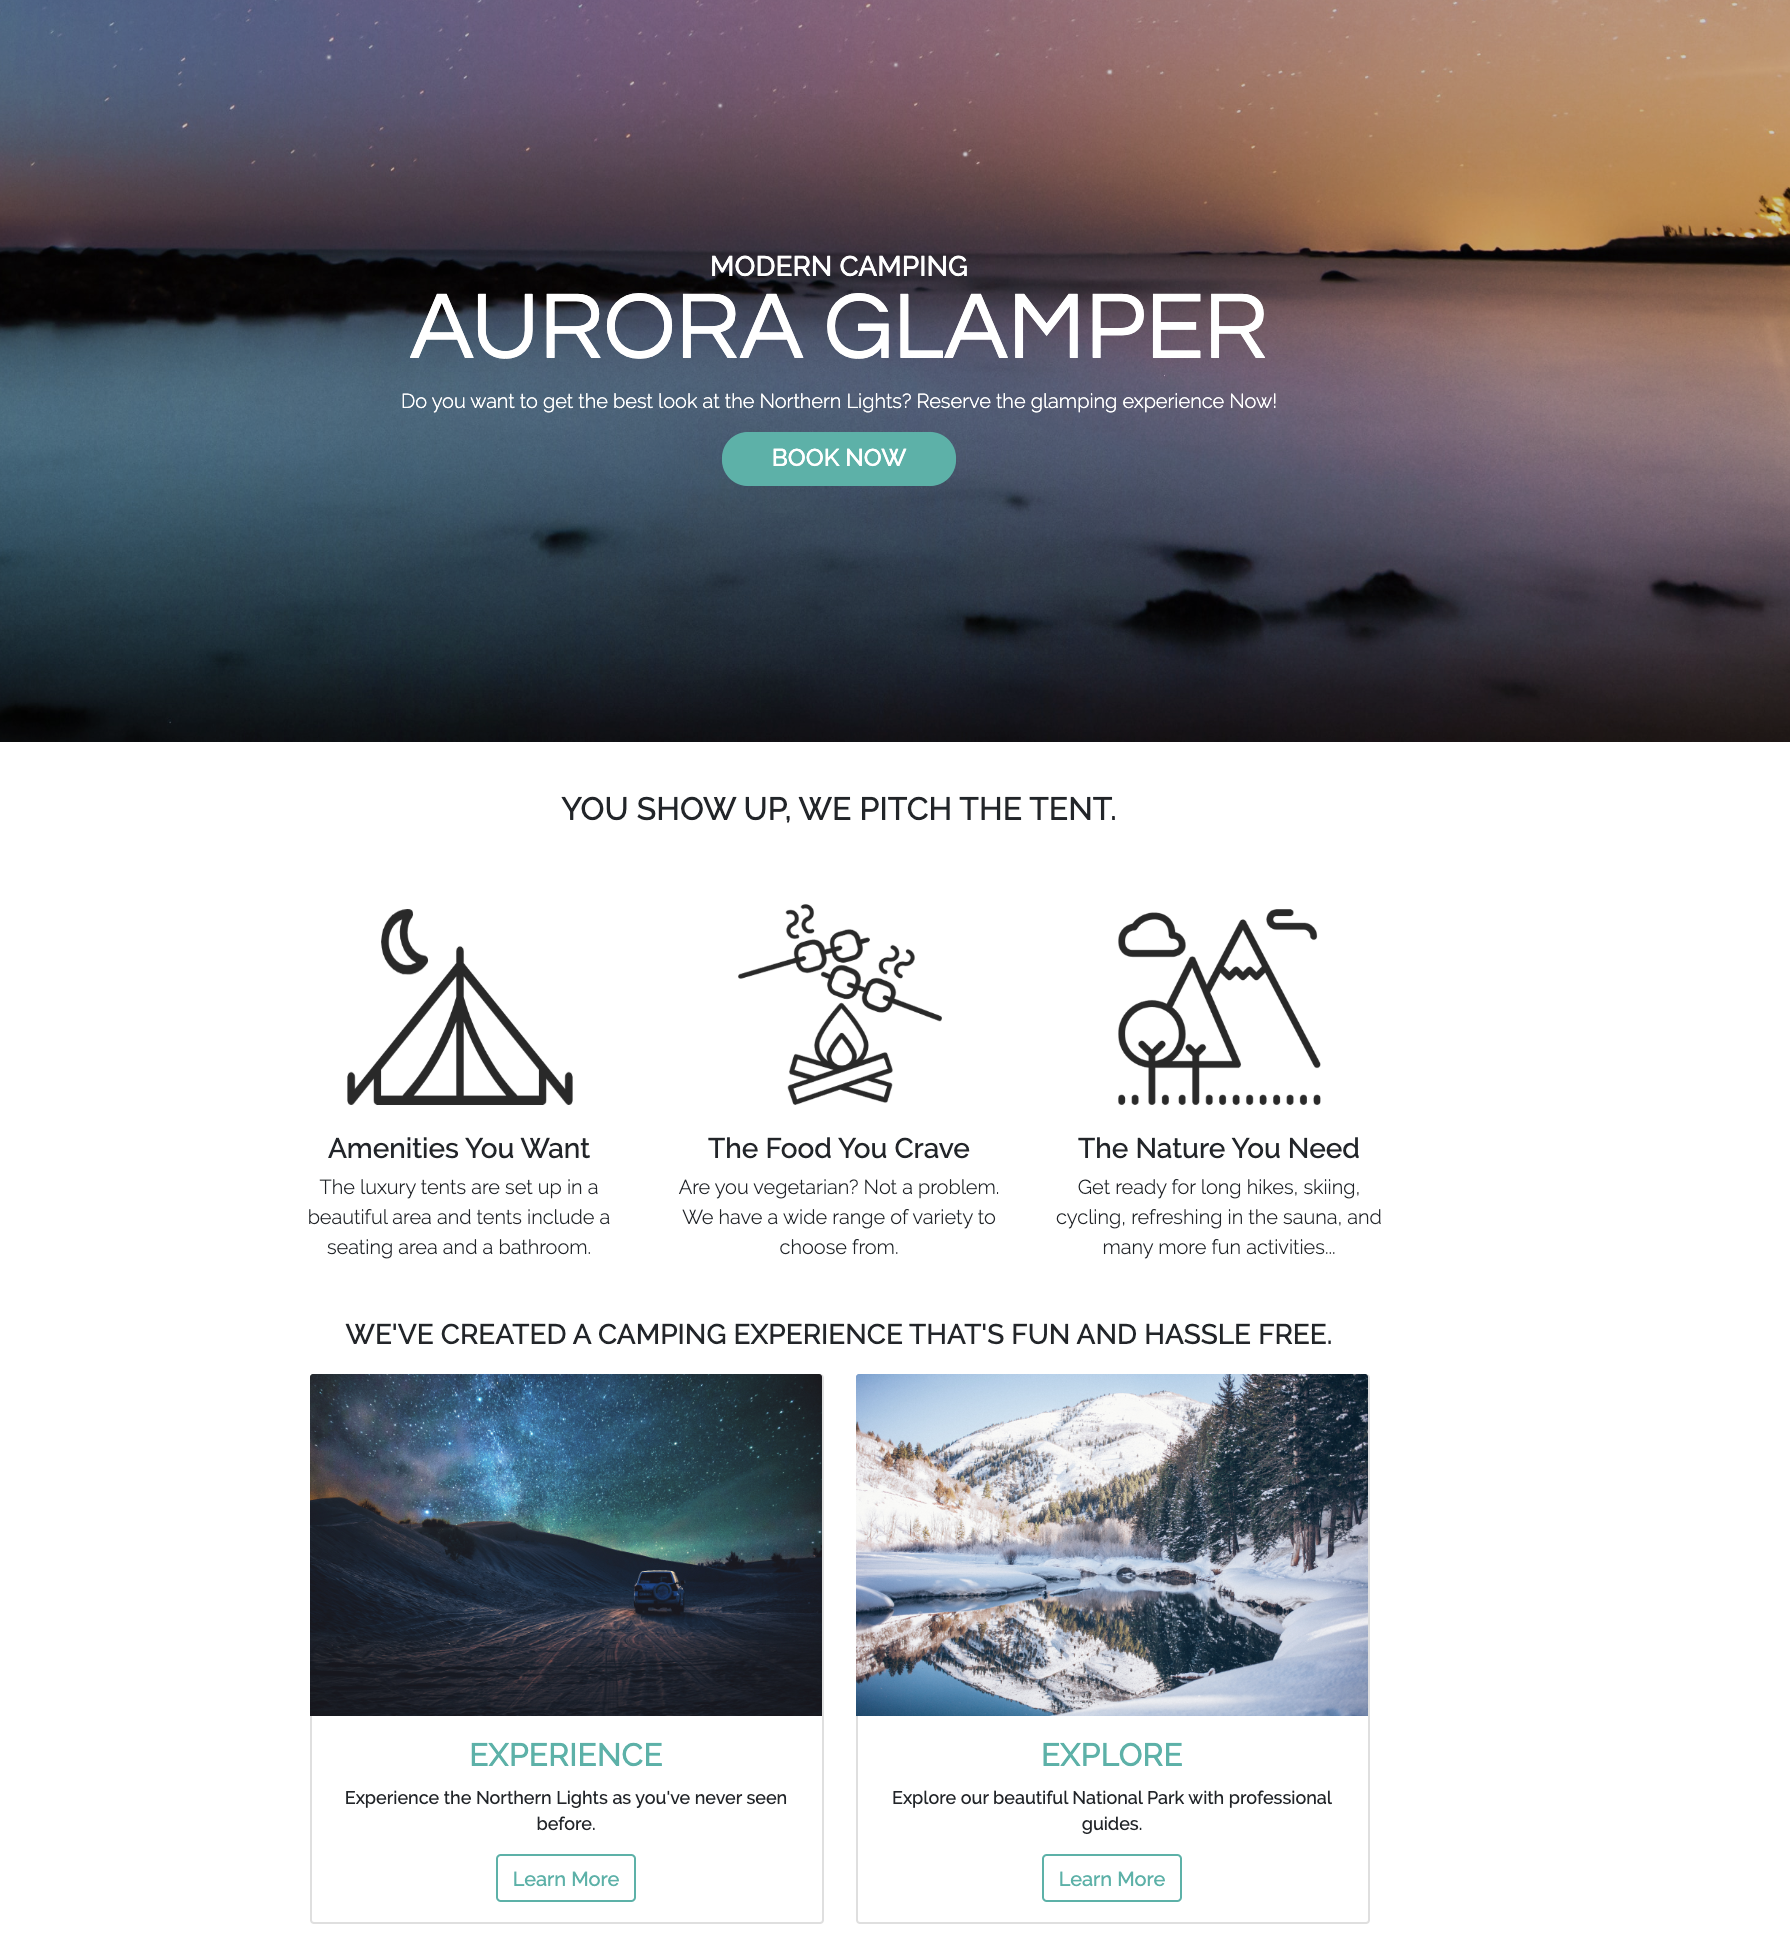 MODERN CAMPING
AURORA GLAMPER
Do you want to get the best look at the Northern Lights? Reserve the glamping experience Now!
BOOK NOW
YOU SHOW UP, WE PITCH THE TENT.
Amenities You Want
The luxury tents are set up in a
beautiful area and tents include a
seating area and a bathroom.
The Food You Crave
Are you vegetarian? Not a problem.
We have a wide range of variety to
choose from.
The Nature You Need
Get ready for long hikes, skiing,
cycling, refreshing in the sauna, and
many more fun activities...
WE'VE CREATED A CAMPING EXPERIENCE THAT'S FUN AND HASSLE FREE.
EXPERIENCE
Experience the Northern Lights as you've never seen
before.
Learn More
EXPLORE
Explore our beautiful National Park with professional
guides.
Learn More